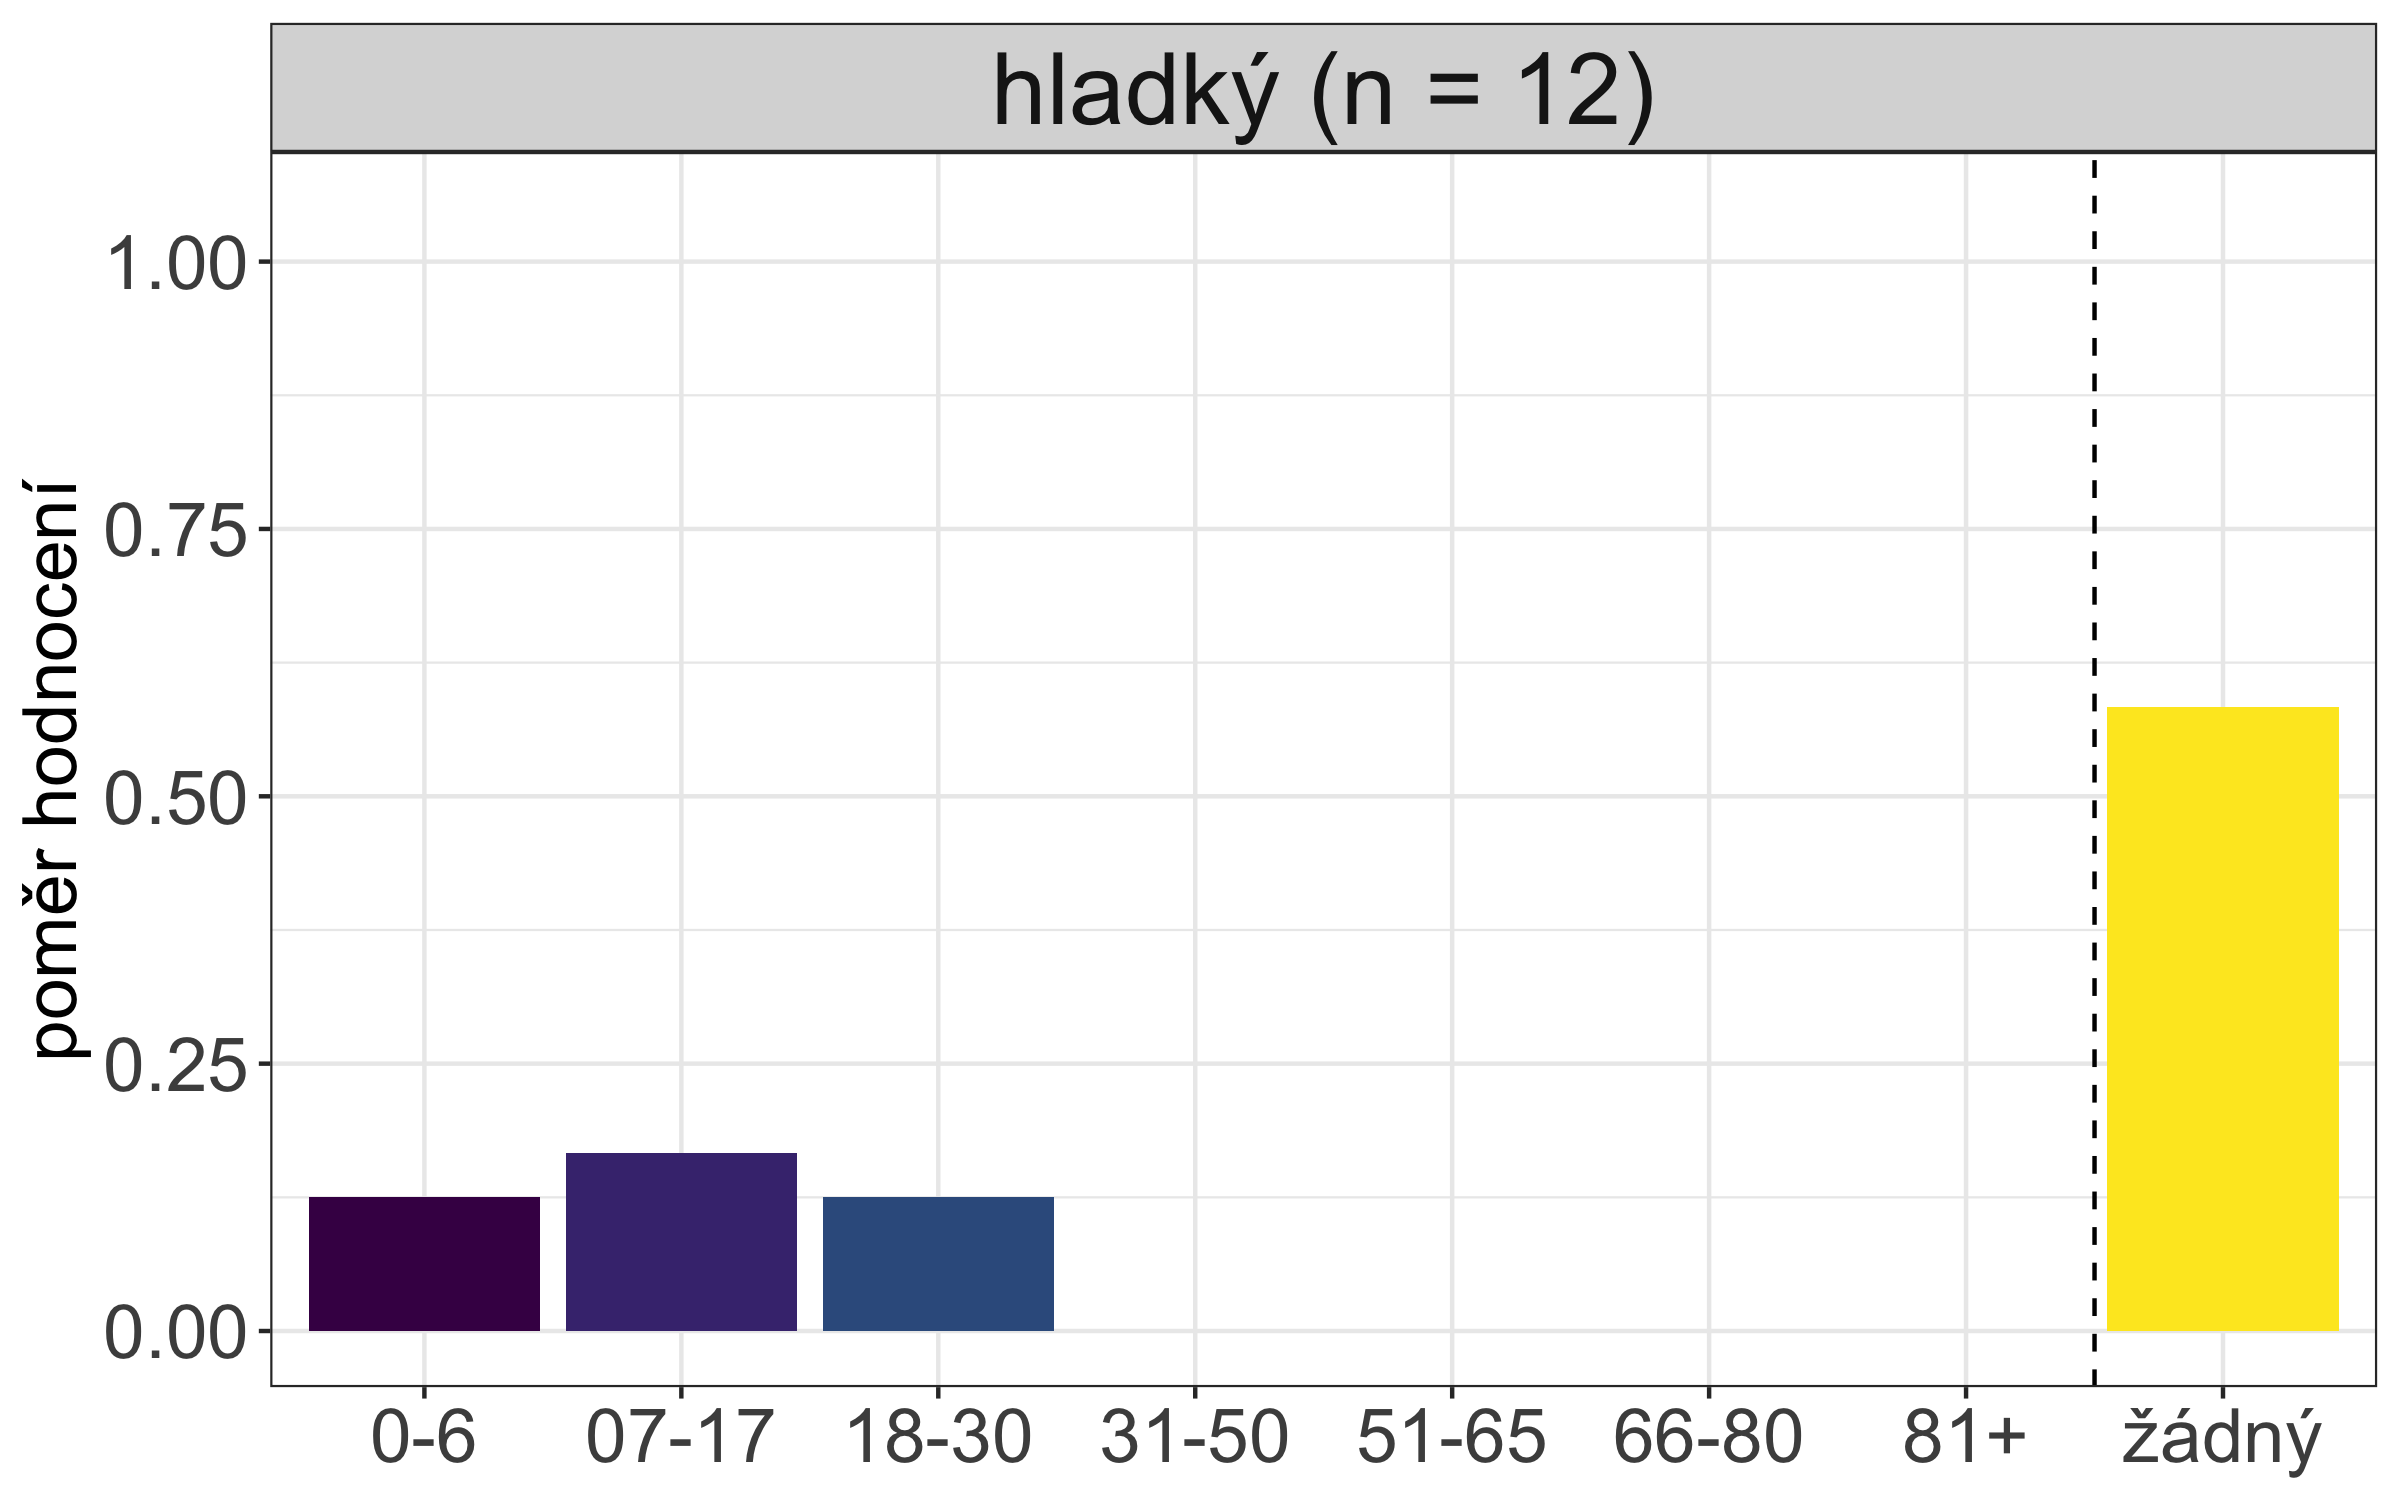 hladký (n = 12)
poměr hodnocení
1.00
0.75
0.50
0.25
0.00
0-6 07-17 18-30 31-50 51-65 66-80 81+ žádný